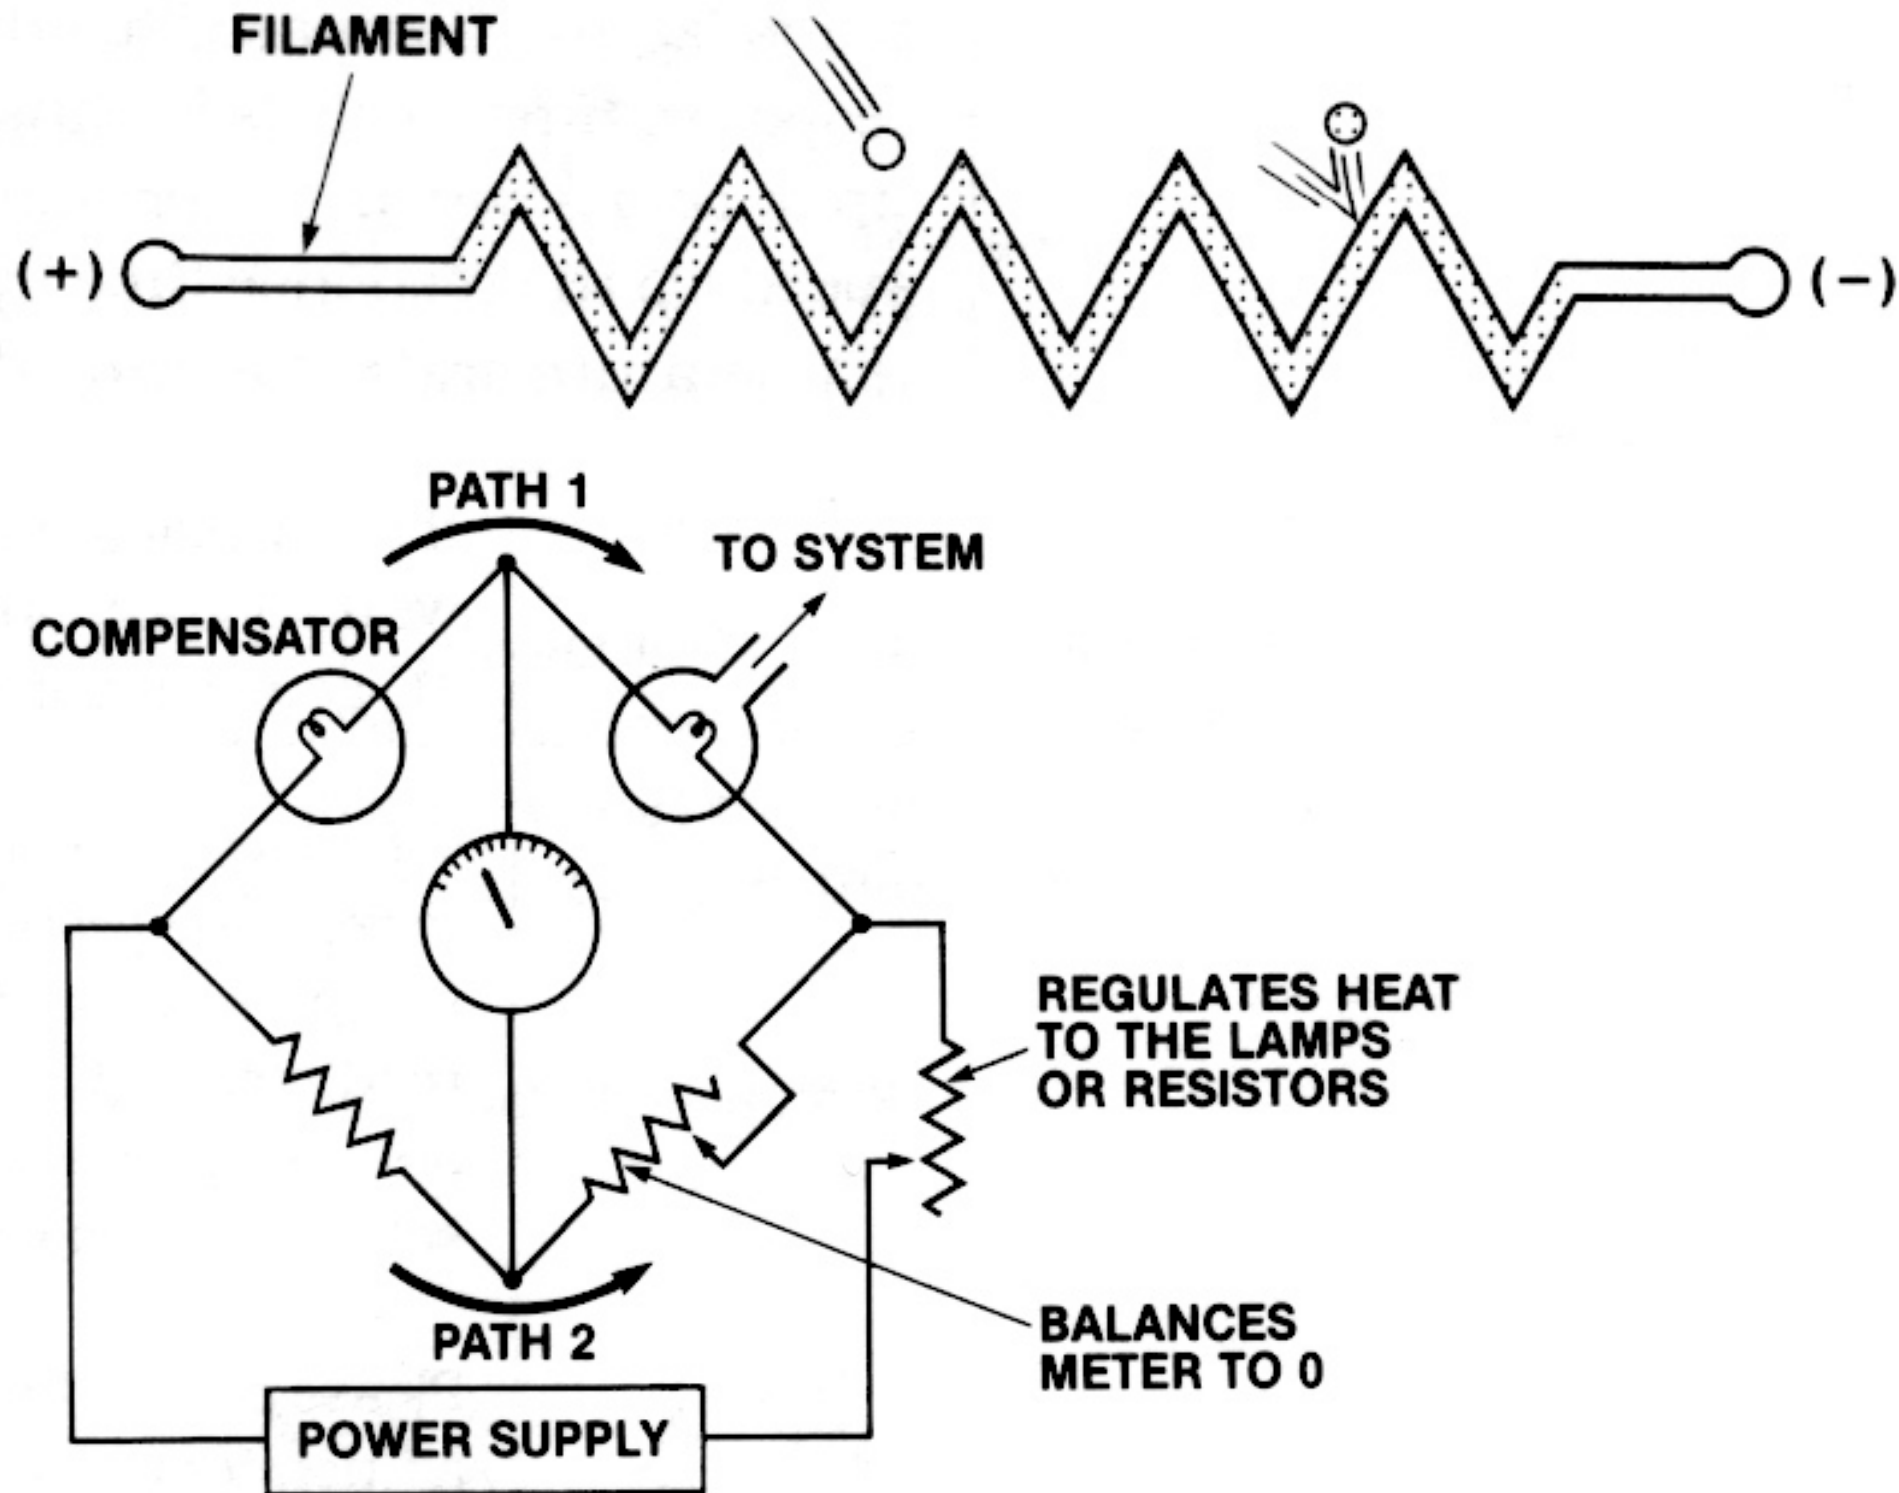 FILAMENT
(+)
(−)
PATH 1
TO SYSTEM
COMPENSATOR
REGULATES HEAT
TO THE LAMPS
OR RESISTORS
BALANCES
METER TO 0
PATH 2
POWER SUPPLY